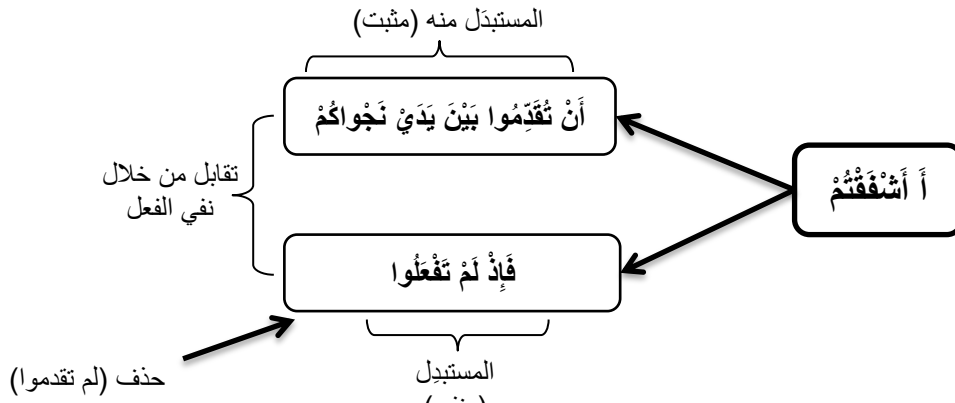 المستبدَل منه (مثبت)
أَنْ تُقَدِّمُوا بَيْنَ يَدَيْ نَجْواكُمْ
أَ أَشْفَقْتُمْ
تقابل من خلال
نفي الفعل
فَإِذْ لَمْ تَفْعَلُوا
المستبدِل
حذف (لم تقدموا)